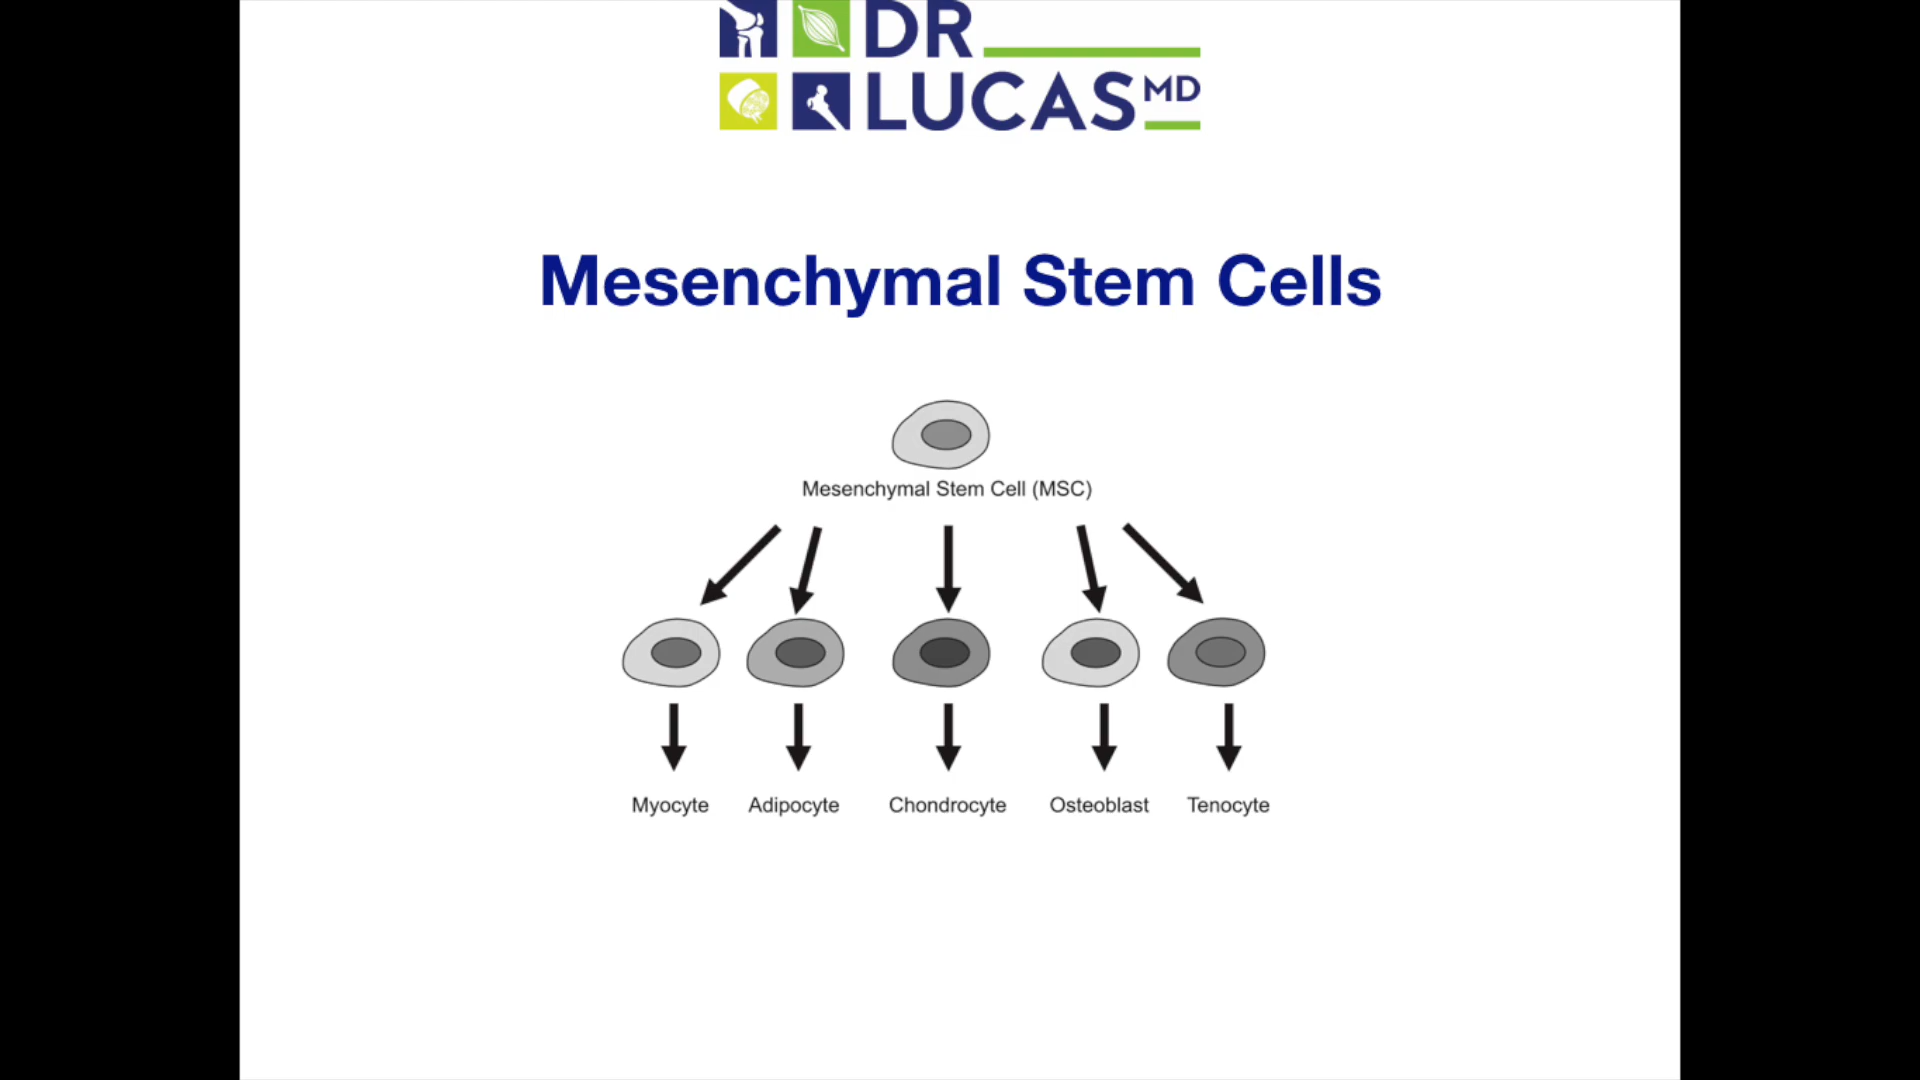 DR
LUCAS MD
Mesenchymal Stem Cells
Mesenchymal Stem Cell (MSC)
Myocyte Adipocyte Chondrocyte Osteoblast Tenocyte